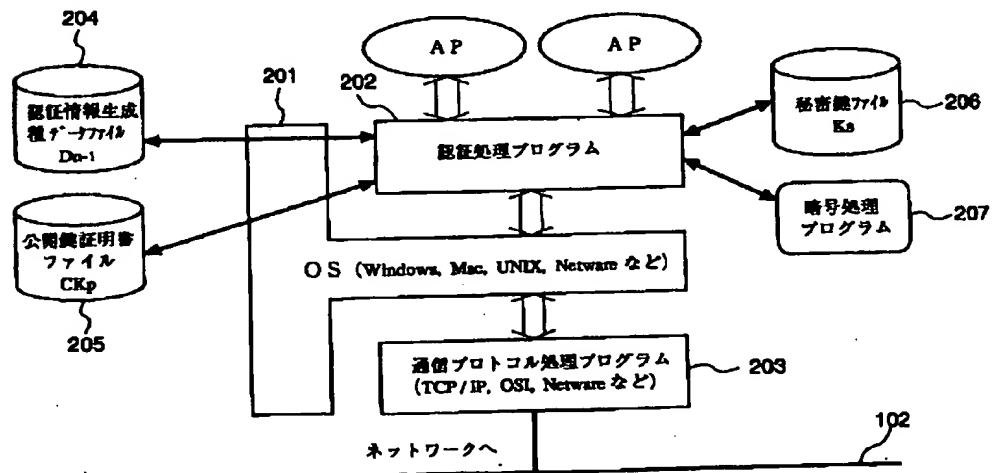 204
認証情報生成
種データファイル
Dn-1
201
202
AP
AP
認証処理プログラム
秘密鍵ファイル
Ks
206
公開鍵証明書
ファイル
CKp
205
暗号処理
プログラム
207
OS (Windows, Mac, UNIX, Netware など)
通信プロトコル処理プログラム
(TCP/IP, OSI, Netware など)
203
ネットワークへ
102